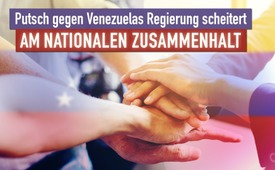 Putsch gegen Venezuelas Regierung scheitert
AM NATIONALEN ZUSAMMENHALT